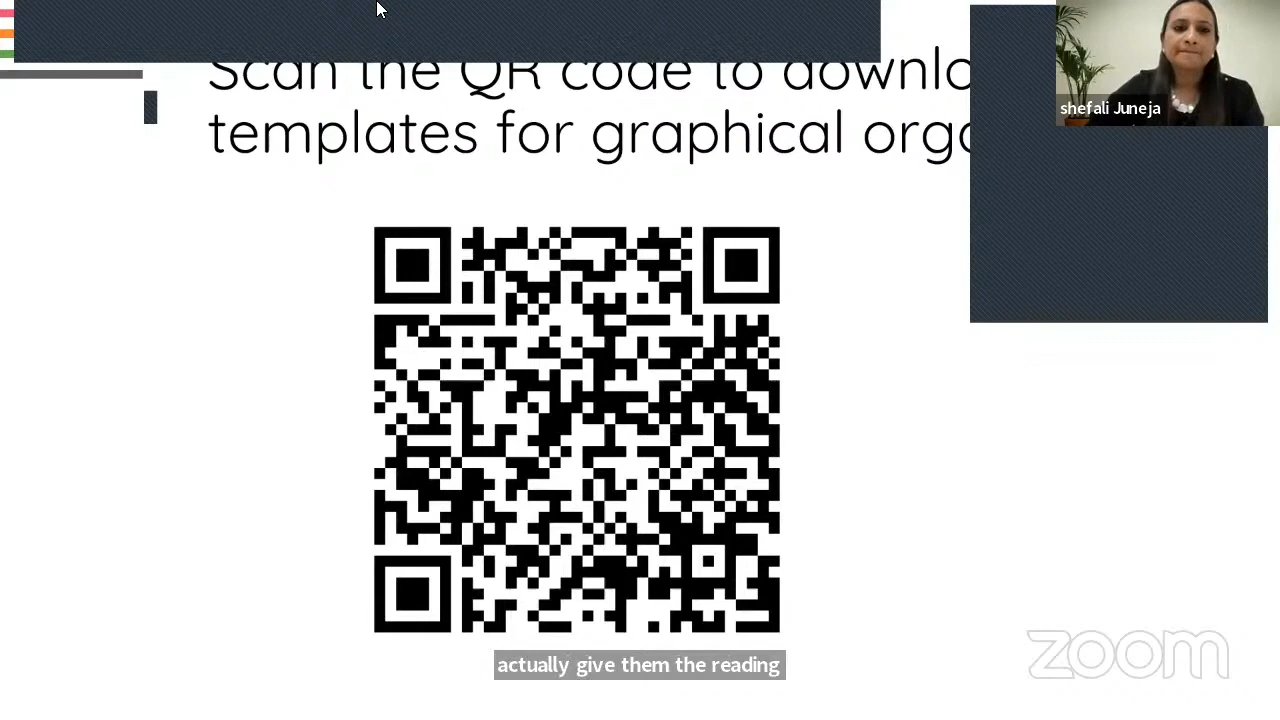 Scan the QR code to downlo
templates for graphical orga
shefali Juneja
actually give them the reading
zoom